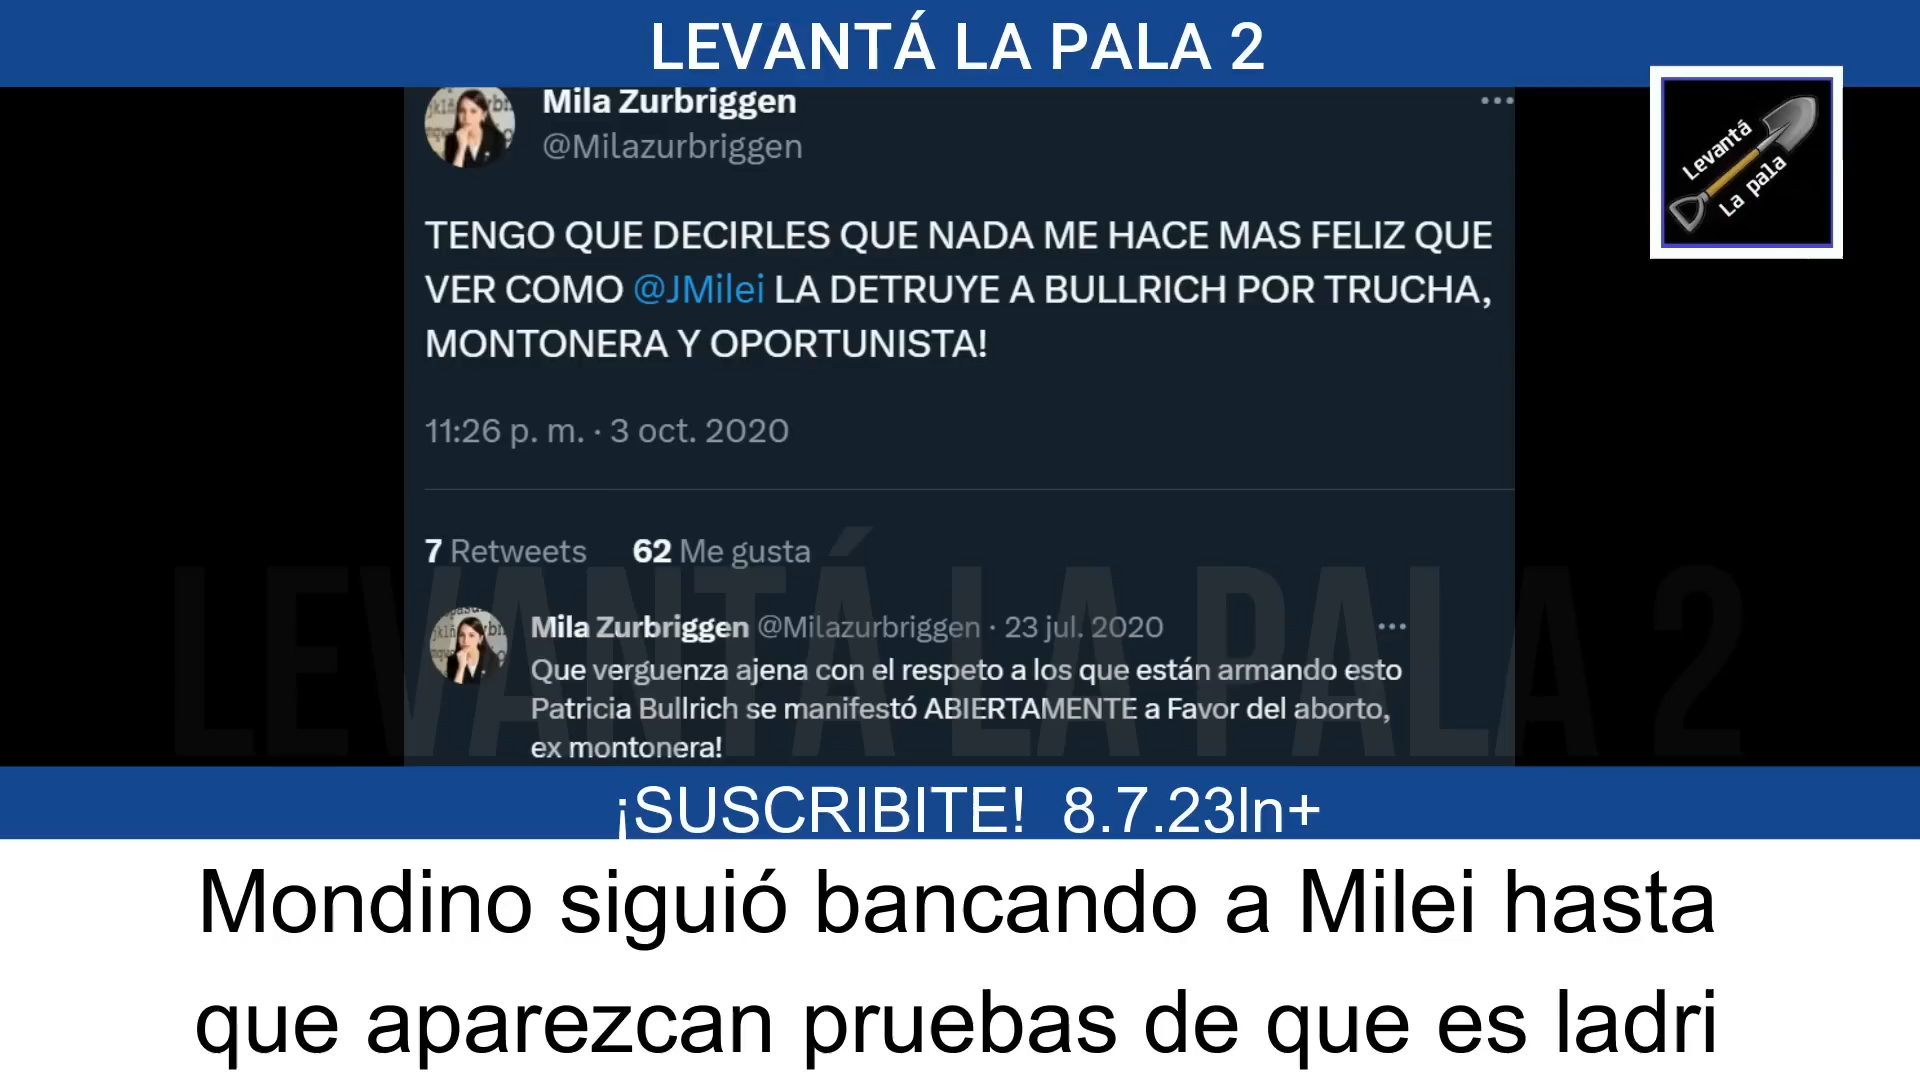 LEVANTÁ LA PALA 2
Levantá
La pala
Mila Zurbriggen
@Milazurbriggen
TENGO QUE DECIRLES QUE NADA ME HACE MAS FELIZ QUE
VER COMO @JMilei LA DETRUYE A BULLRICH POR TRUCHA,
MONTONERA Y OPORTUNISTA!
11:26 p. m. · 3 oct. 2020
7 Retweets 62 Me gusta
Mila Zurbriggen @Milazurbriggen · 23 jul. 2020
Que verguenza ajena con el respeto a los que están armando esto
Patricia Bullrich se manifestó ABIERTAMENTE a Favor del aborto,
ex montonera!
LEVANTÁ LA PALA 2
¡SUSCRIBITE! 8.7.23ln+
Mondino siguió bancando a Milei hasta
que aparezcan pruebas de que es ladri